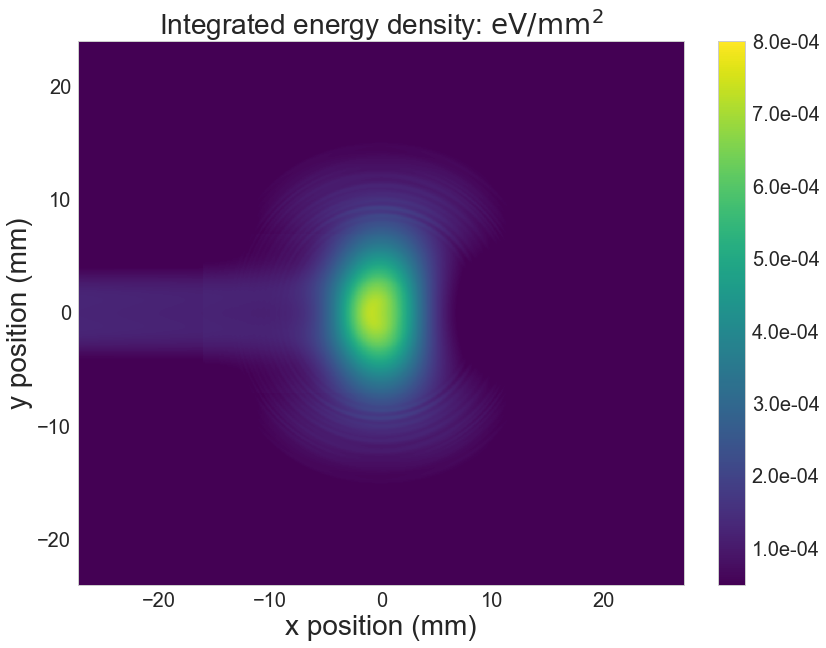 Integrated energy density: eV/mm²
8.0e-04
7.0e-04
6.0e-04
5.0e-04
4.0e-04
3.0e-04
2.0e-04
1.0e-04
y position (mm)
20
10
0
−10
−20
−20 −10 0 10 20
x position (mm)